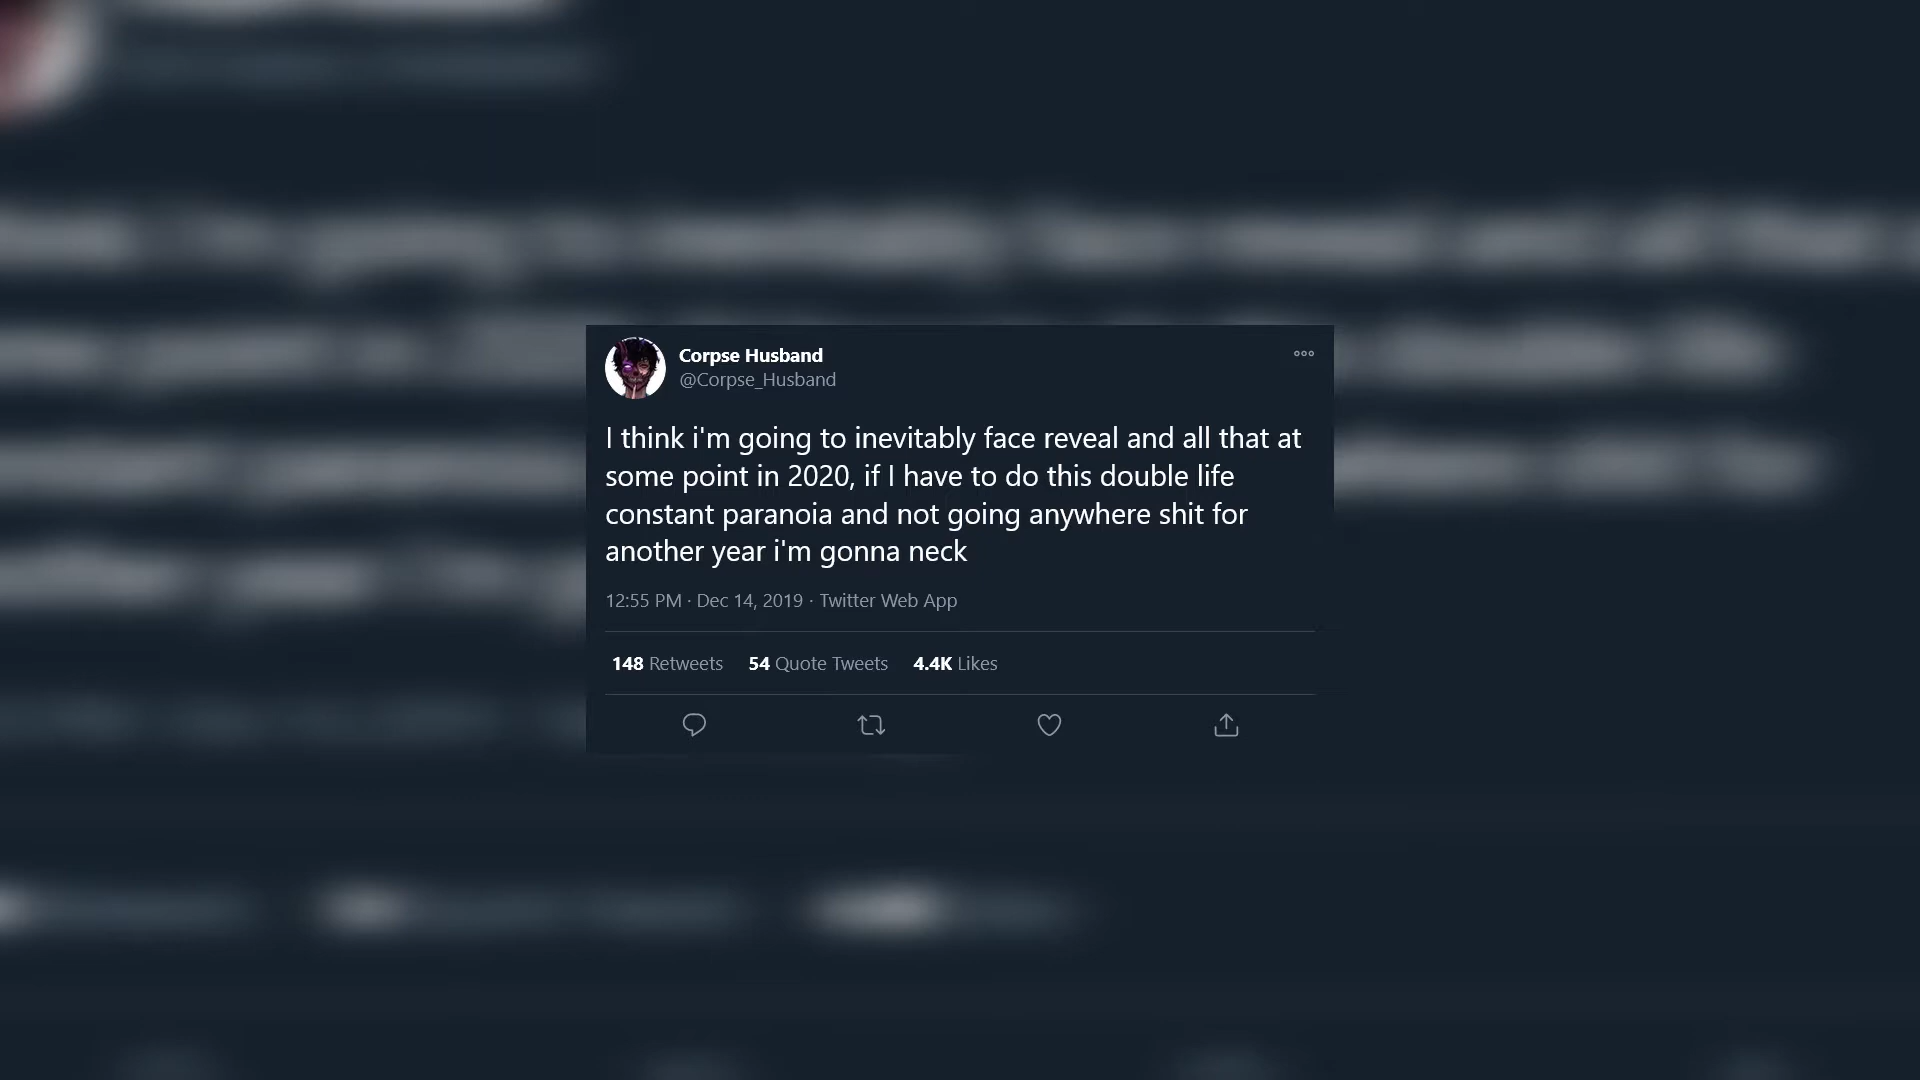 Corpse Husband
@Corpse_Husband
I think i'm going to inevitably face reveal and all that at
some point in 2020, if I have to do this double life
constant paranoia and not going anywhere shit for
another year i'm gonna neck
12:55 PM · Dec 14, 2019 · Twitter Web App
148 Retweets 54 Quote Tweets 4.4K Likes